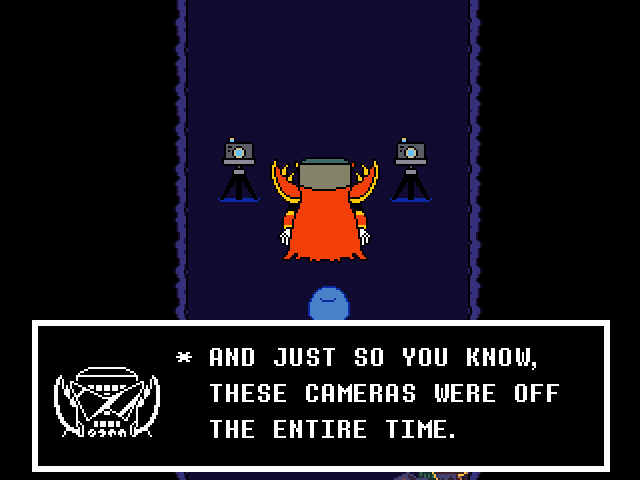 * AND JUST SO YOU KNOW,
THESE CAMERAS WERE OFF
THE ENTIRE TIME.